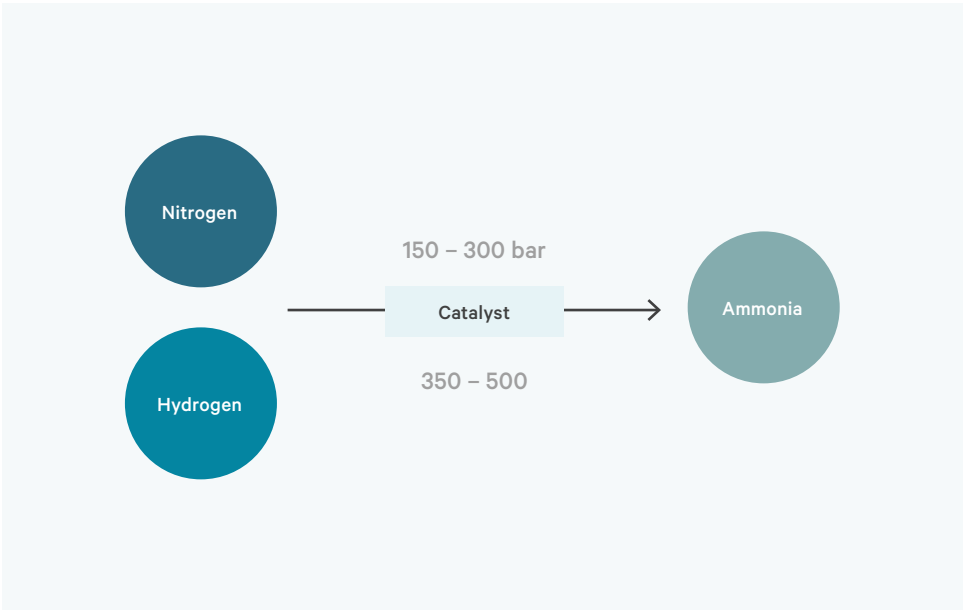 Nitrogen
Hydrogen
150 – 300 bar
Catalyst
350 – 500
Ammonia